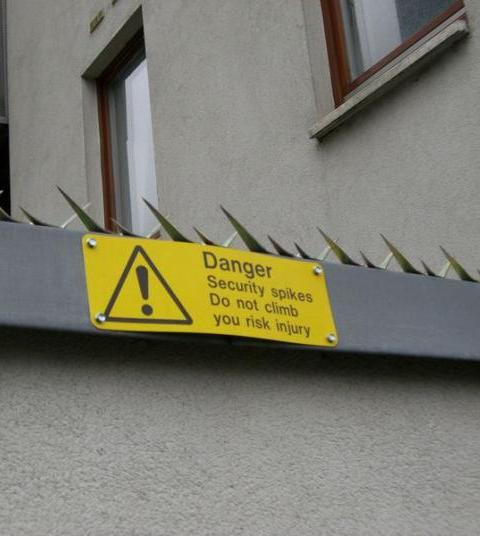 Danger
Security spikes
Do not climb
you risk injury